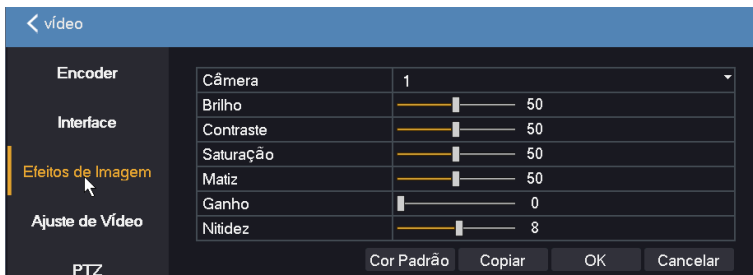 vídeo
Encoder
Interface
Efeitos de Imagem
Ajuste de Vídeo
PTZ
Câmera 1
Brilho 50
Contraste 50
Saturação 50
Matiz 50
Ganho 0
Nitidez 8
Cor Padrão Copiar OK Cancelar